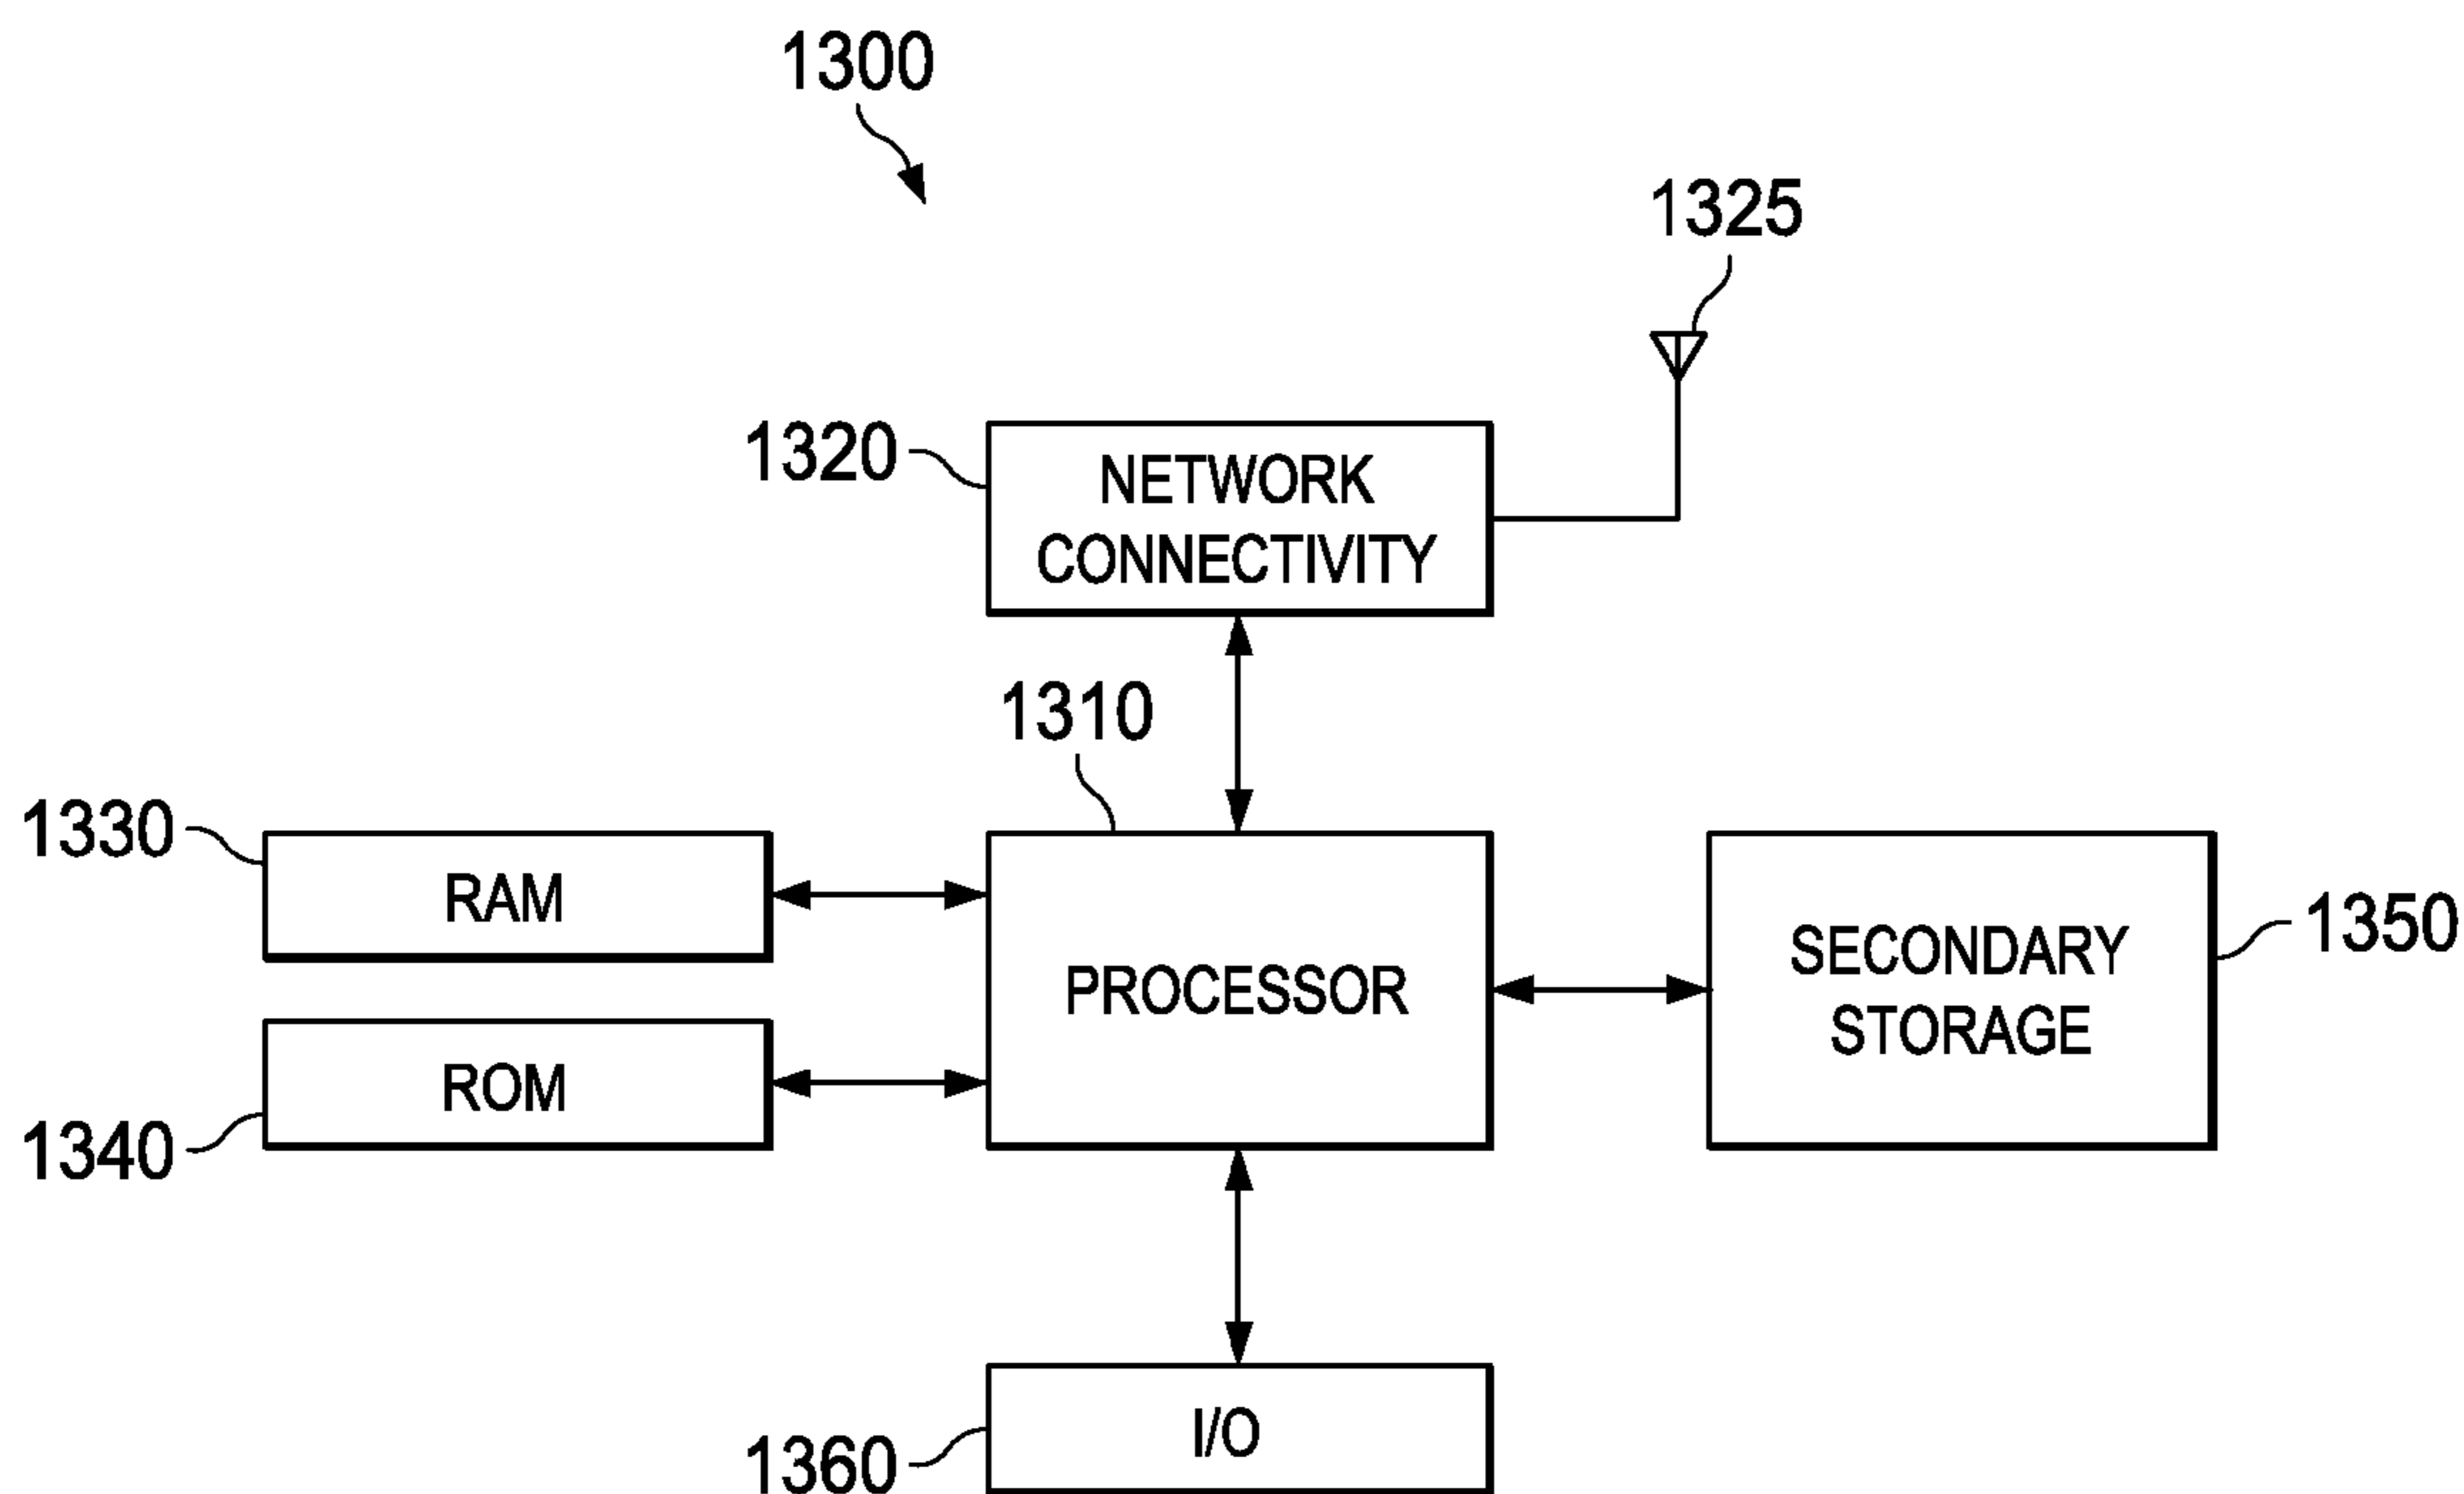 1300
1325
1320
NETWORK
CONNECTIVITY
1310
1330
RAM
PROCESSOR
SECONDARY
STORAGE
1350
ROM
1340
I/O
1360